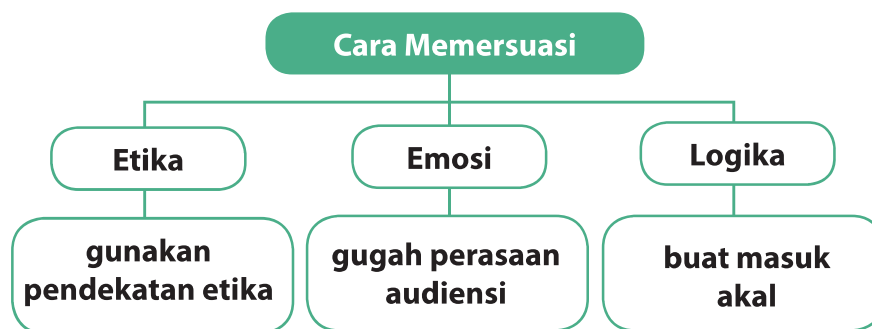 Cara Memersuasi
Etika
Emosi
Logika
gunakan
pendekatan etika
gugah perasaan
audiensi
buat masuk
akal